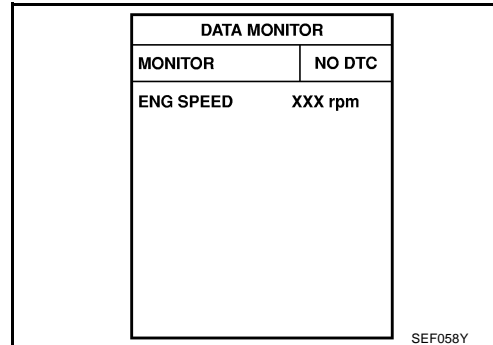 DATA MONITOR
MONITOR NO DTC
ENG SPEED XXX rpm
SEF058Y